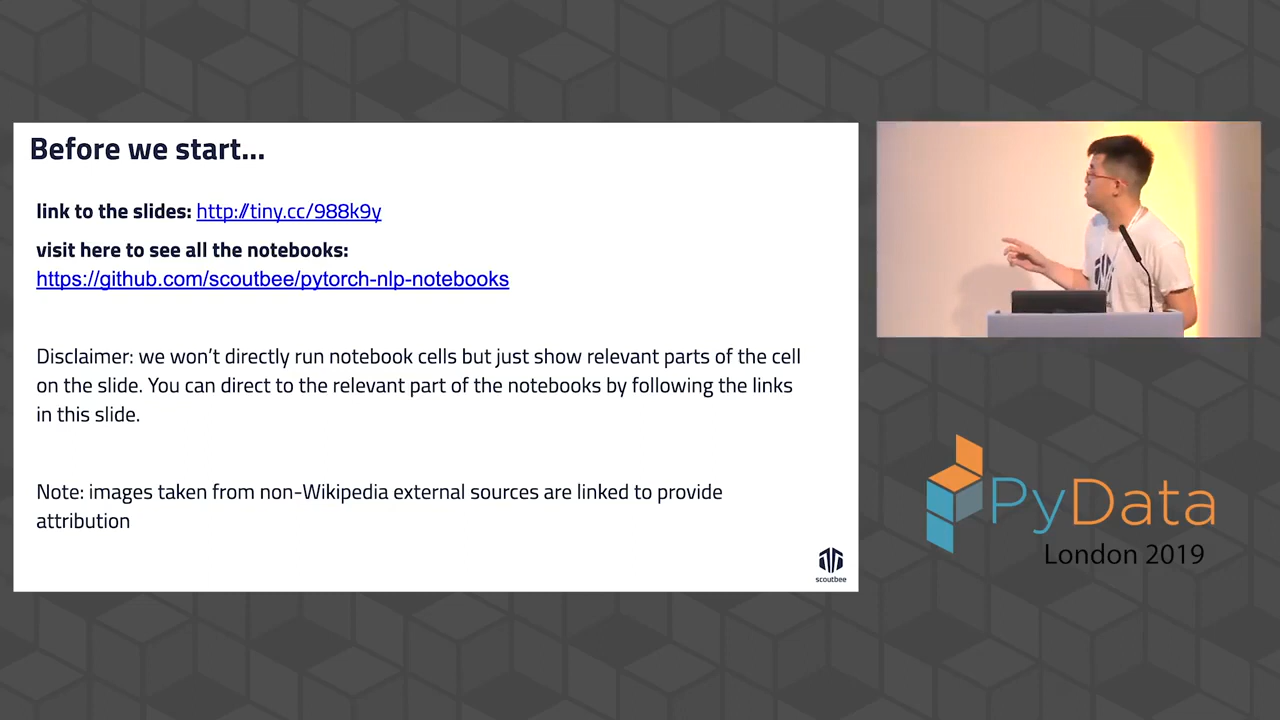 Before we start...
link to the slides: http://tiny.cc/988k9y
visit here to see all the notebooks:
https://github.com/scoutbee/pytorch-nlp-notebooks
Disclaimer: we won't directly run notebook cells but just show relevant parts of the cell
on the slide. You can direct to the relevant part of the notebooks by following the links
in this slide.
Note: images taken from non-Wikipedia external sources are linked to provide
attribution
scoutbee
PyData
London 2019